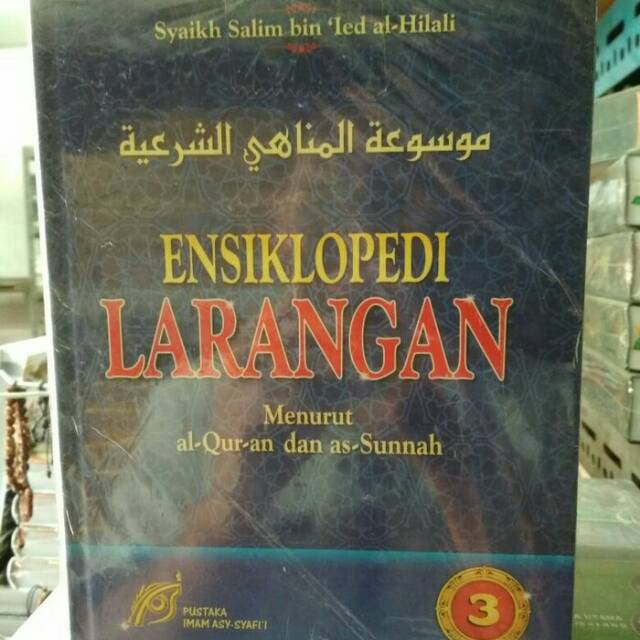 Syaikh Salim bin 'Ied al-Hilali
موسوعة المناهي الشرعية
ENSIKLOPEDI
LARANGAN
Menurut
al-Qur-an dan as-Sunnah
PUSTAKA
IMAM ASY-SYAFI'I
3